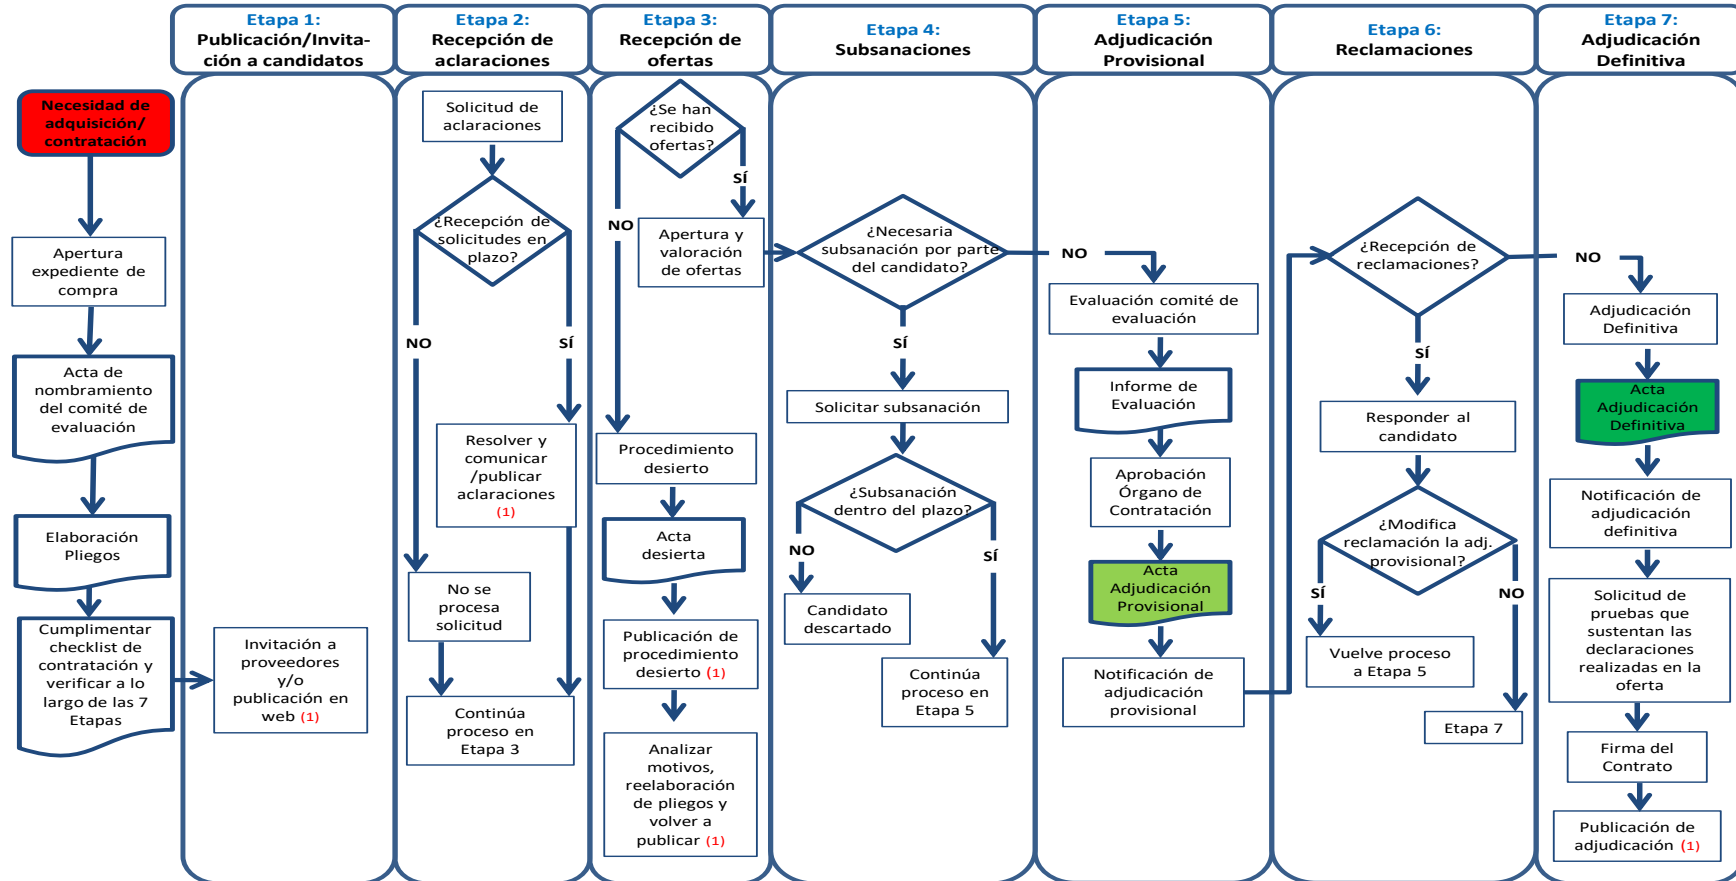 Etapa 1:
Publicación/Invita-
ción a candidatos
Etapa 2:
Recepción de
aclaraciones
Etapa 3:
Recepción de
ofertas
Etapa 4:
Subsanaciones
Etapa 5:
Adjudicación
Provisional
Etapa 6:
Reclamaciones
Etapa 7:
Adjudicación
Definitiva
Necesidad de
adquisición/
contratación
Apertura
expediente de
compra
Acta de
nombramiento
del comité de
evaluación
Elaboración
Pliegos
Cumplimentar
checklist de
contratación y
verificar a lo
largo de las 7
Etapas
Invitación a
proveedores
y/o
publicación en
web (1)
Solicitud de
aclaraciones
¿Recepción de
solicitudes en
plazo?
NO
SÍ
Resolver y
comunicar
/publicar
aclaraciones
(1)
No se
procesa
solicitud
Continúa
proceso en
Etapa 3
¿Se han
recibido
ofertas?
SÍ
NO
Apertura y
valoración
de ofertas
Procedimiento
desierto
Acta
desierta
Publicación de
procedimiento
desierto (1)
Analizar
motivos,
reelaboración
de pliegos y
volver a
publicar (1)
¿Necesaria
subsanación por parte
del candidato?
NO
SÍ
Solicitar subsanación
¿Subsanación
dentro del plazo?
NO
SÍ
Candidato
descartado
Continúa
proceso en
Etapa 5
Evaluación comité de
evaluación
Informe de
Evaluación
Aprobación
Órgano de
Contratación
Acta
Adjudicación
Provisional
Notificación de
adjudicación
provisional
¿Recepción de
reclamaciones?
NO
SÍ
Responder al
candidato
¿Modifica
reclamación la adj.
provisional?
SÍ
NO
Vuelve proceso
a Etapa 5
Etapa 7
Adjudicación
Definitiva
Acta
Adjudicación
Definitiva
Notificación de
adjudicación
definitiva
Solicitud de
pruebas que
sustentan las
declaraciones
realizadas en la
oferta
Firma del
Contrato
Publicación de
adjudicación (1)